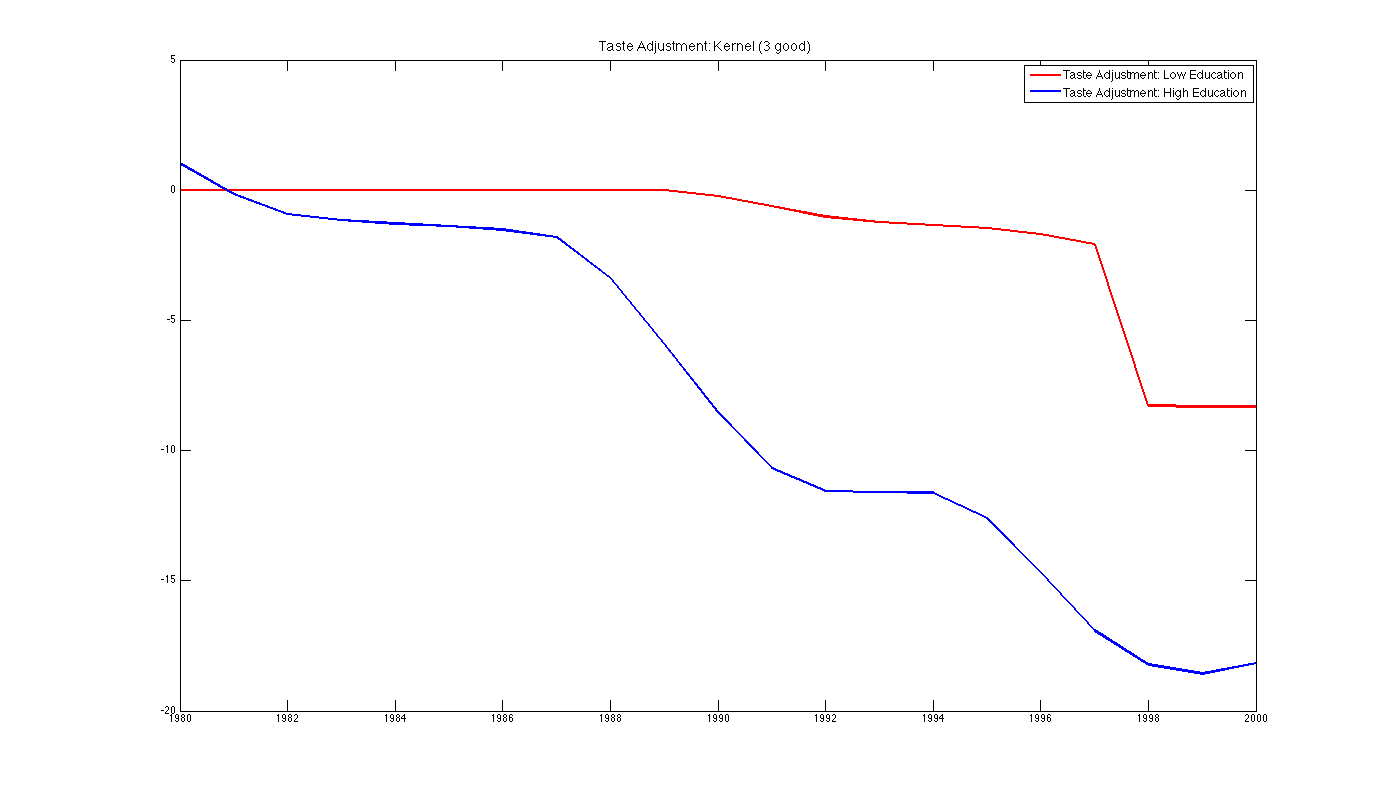 Taste Adjustment: Kernel (3 good)
Taste Adjustment: Low Education
Taste Adjustment: High Education
5
0
-5
-10
-15
-20
1980 1982 1984 1986 1988 1990 1992 1994 1996 1998 2000